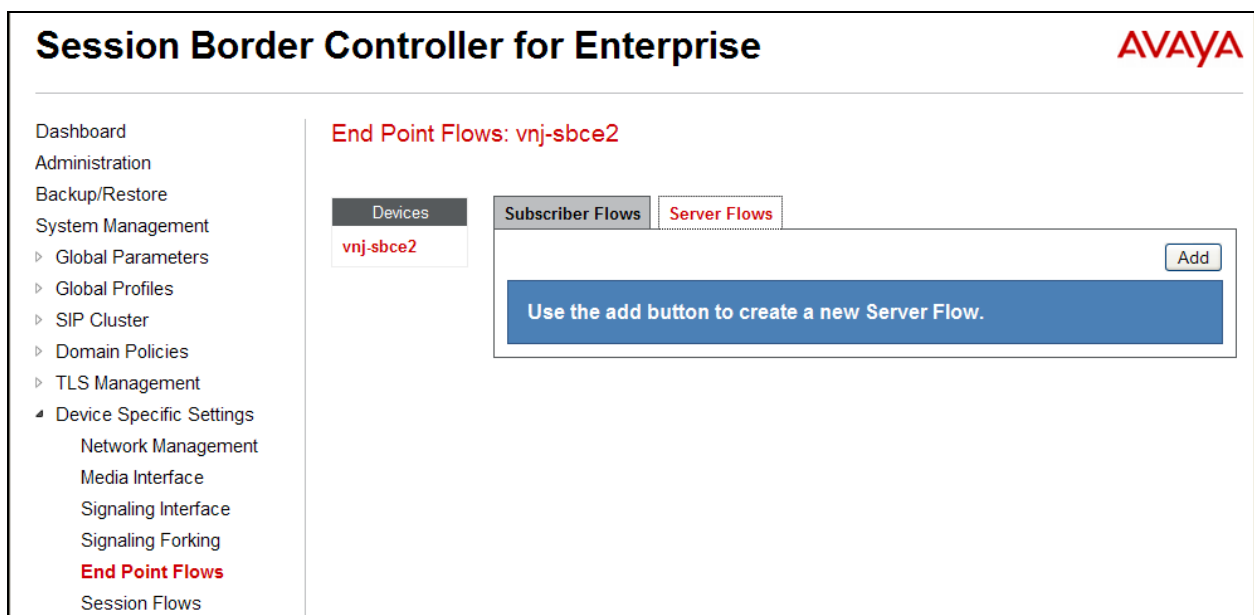 Session Border Controller for Enterprise
AVAYA
Dashboard
Administration
Backup/Restore
System Management
Global Parameters
Global Profiles
SIP Cluster
Domain Policies
TLS Management
Device Specific Settings
Network Management
Media Interface
Signaling Interface
Signaling Forking
End Point Flows
Session Flows
End Point Flows: vnj-sbce2
Devices
vnj-sbce2
Subscriber Flows
Server Flows
Add
Use the add button to create a new Server Flow.